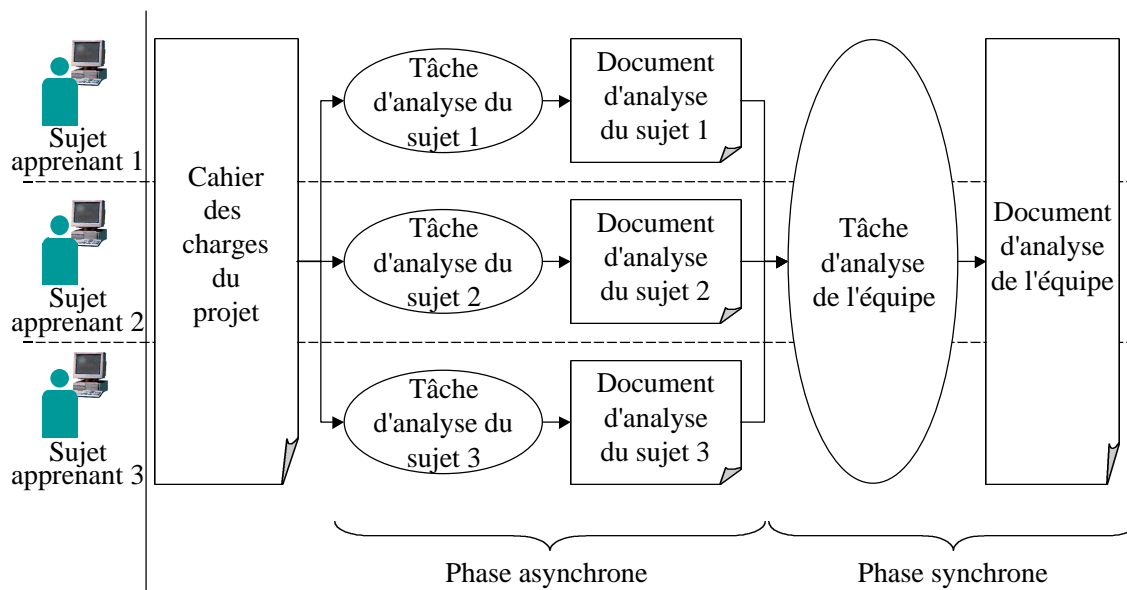 Sujet
apprenant 1
Sujet
apprenant 2
Sujet
apprenant 3
Cahier
des
charges
du
projet
Tâche
d'analyse du
sujet 1
Document
d'analyse
du sujet 1
Tâche
d'analyse du
sujet 2
Document
d'analyse
du sujet 2
Tâche
d'analyse du
sujet 3
Document
d'analyse
du sujet 3
Tâche
d'analyse
de l'équipe
Document
d'analyse
de l'équipe
Phase asynchrone
Phase synchrone